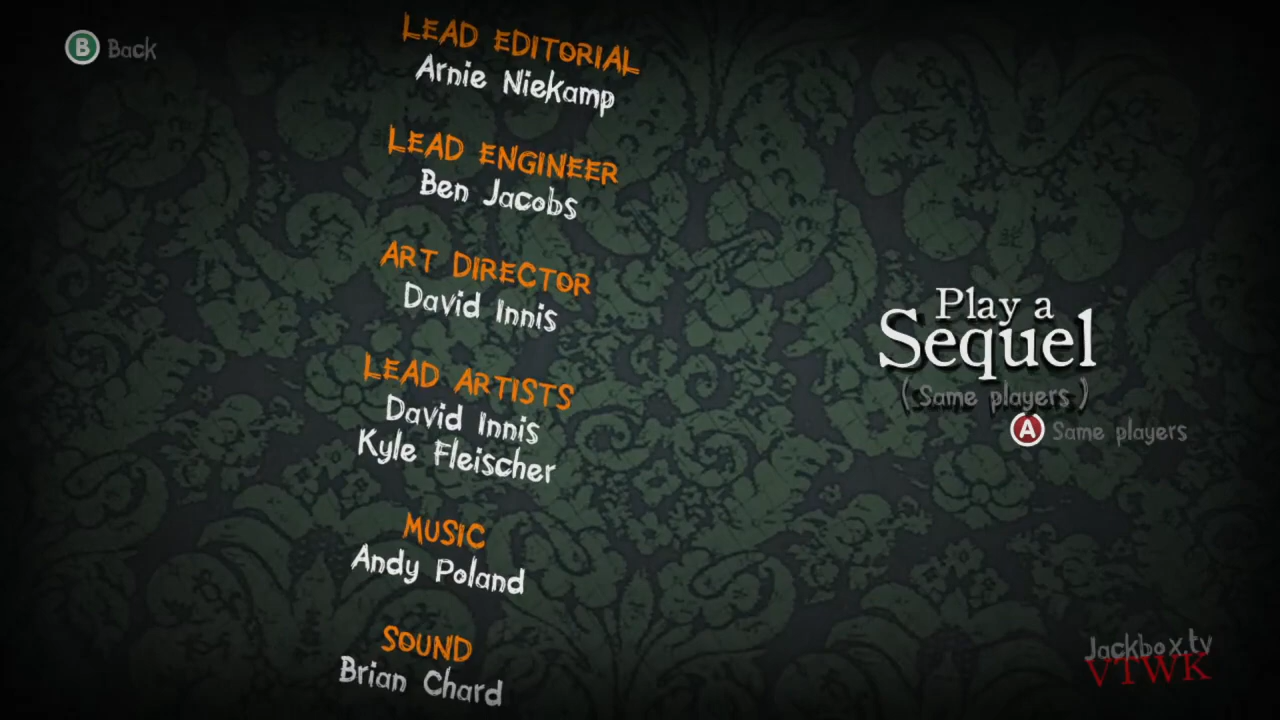 B Back
LEAD EDITORIAL
Arnie Niekamp
LEAD ENGINEER
Ben Jacobs
ART DIRECTOR
David Innis
LEAD ARTISTS
David Innis
Kyle Fleischer
MUSIC
Andy Poland
SOUND
Brian Chard
Play a
Sequel
( Same players )
A Same players
Jackbox.tv
VTWK